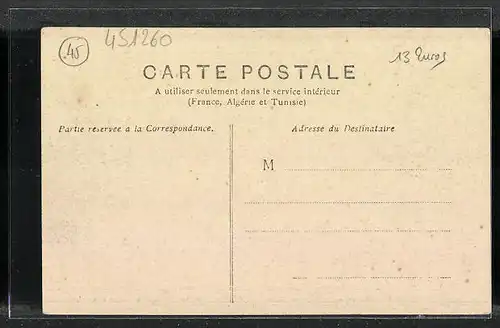 45
451260
13 Euros
CARTE POSTALE
A utiliser seulement dans le service intérieur
(France, Algérie et Tunisie)
Partie réservée à la Correspondance.
Adresse du Destinataire
M